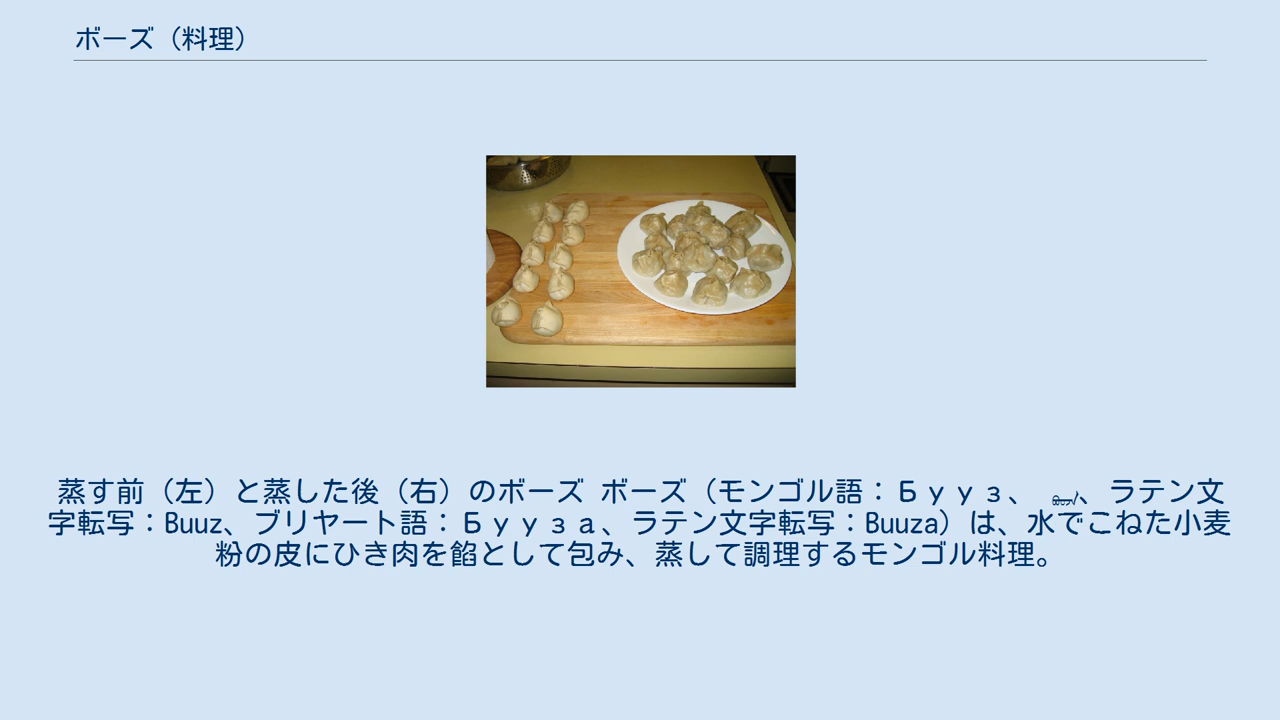 ボーズ（料理）
蒸す前（左）と蒸した後（右）のボーズ ボーズ（モンゴル語：Бууз、 、ラテン文
字転写：Buuz、ブリヤート語：Бууза、ラテン文字転写：Buuza）は、水でこねた小麦
粉の皮にひき肉を餡として包み、蒸して調理するモンゴル料理。